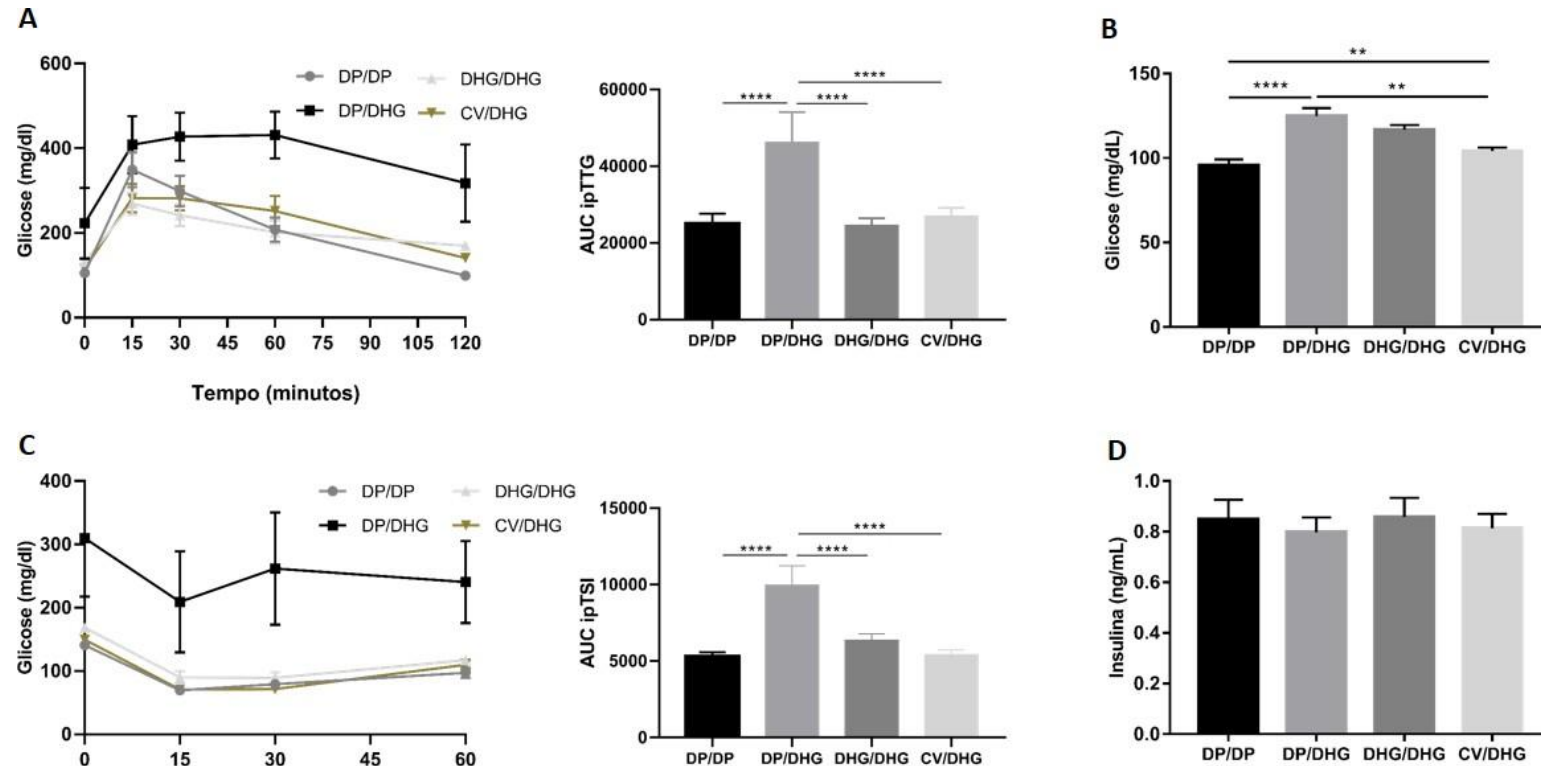 A
Glicose (mg/dl)
600
400
200
0
0 15 30 45 60 75 90 105 120
Tempo (minutos)
DP/DP DHG/DHG
DP/DHG CV/DHG
AUC ipTTG
60000
40000
20000
0
**** ****
****
DP/DP DP/DHG DHG/DHG CV/DHG
B
Glicose (mg/dL)
150
100
50
0
**
**** **
DP/DP DP/DHG DHG/DHG CV/DHG
C
Glicose (mg/dl)
400
300
200
100
0
0 15 30 45 60
DP/DP DHG/DHG
DP/DHG CV/DHG
AUC ipTSI
15000
10000
5000
0
****
**** ****
DP/DP DP/DHG DHG/DHG CV/DHG
D
Insulina (ng/mL)
1.0
0.8
0.6
0.4
0.2
0.0
DP/DP DP/DHG DHG/DHG CV/DHG